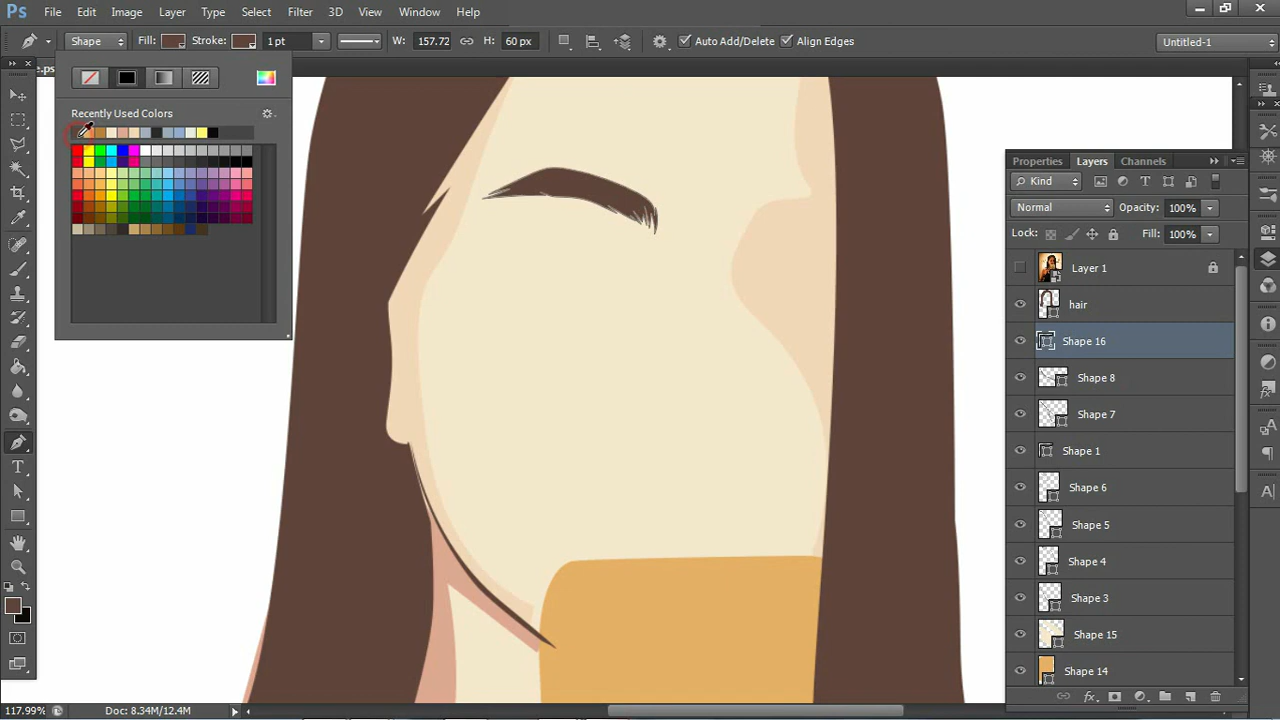 Ps File Edit Image Layer Type Select Filter 3D View Window Help
Shape Fill: Stroke: 1 pt W: 157.72 H: 60 px Auto Add/Delete Align Edges Untitled-1
e.ps
Recently Used Colors
Properties Layers Channels
Kind
Normal Opacity: 100%
Lock: Fill: 100%
Layer 1
hair
Shape 16
Shape 8
Shape 7
Shape 1
Shape 6
Shape 5
Shape 4
Shape 3
Shape 15
Shape 14
117.99% Doc: 8.34M/12.4M